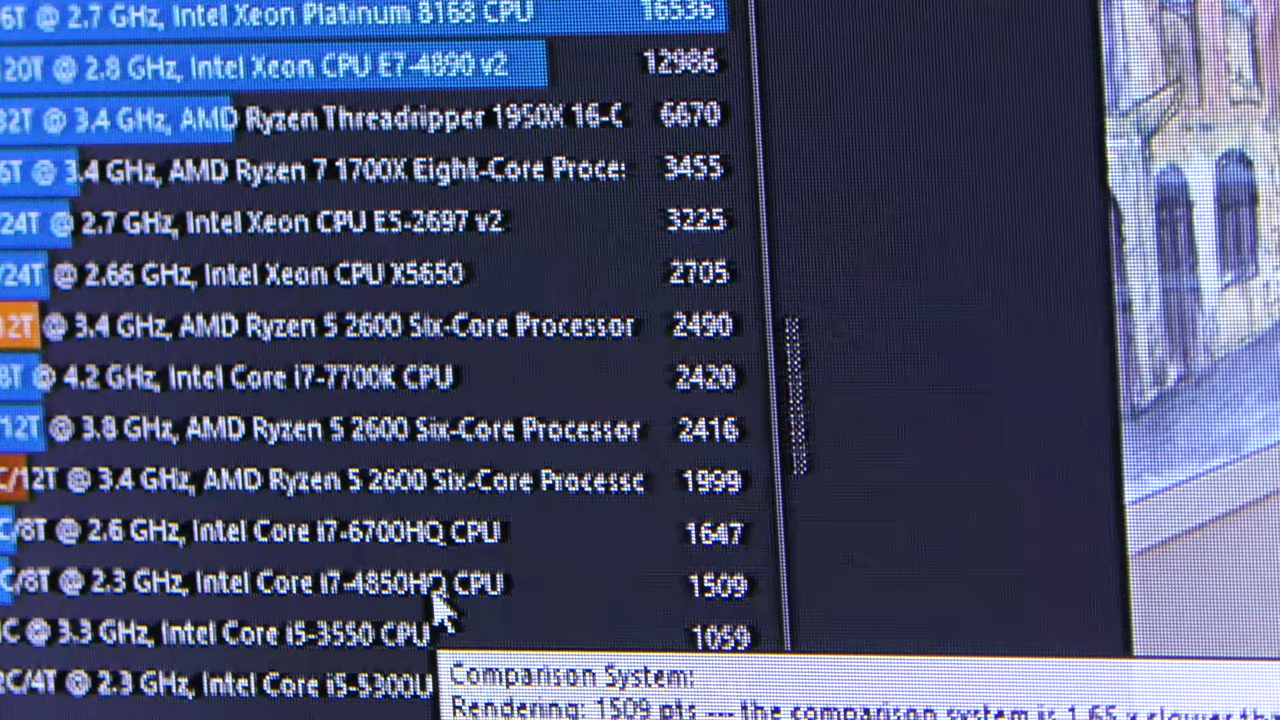 6T @ 2.7 GHz, Intel Xeon Platinum 8168 CPU 16536
120T @ 2.8 GHz, Intel Xeon CPU E7-4890 v2 12986
32T @ 3.4 GHz, AMD Ryzen Threadripper 1950X 16-C 6670
6T @ 3.4 GHz, AMD Ryzen 7 1700X Eight-Core Proce: 3455
24T @ 2.7 GHz, Intel Xeon CPU E5-2697 v2 3225
/24T @ 2.66 GHz, Intel Xeon CPU X5650 2705
12T @ 3.4 GHz, AMD Ryzen 5 2600 Six-Core Processor 2490
8T @ 4.2 GHz, Intel Core i7-7700K CPU 2420
/12T @ 3.8 GHz, AMD Ryzen 5 2600 Six-Core Processor 2416
C/12T @ 3.4 GHz, AMD Ryzen 5 2600 Six-Core Processc 1999
C/8T @ 2.6 GHz, Intel Core i7-6700HQ CPU 1647
C/8T @ 2.3 GHz, Intel Core i7-4850HQ CPU 1509
C @ 3.3 GHz, Intel Core i5-3550 CPU 1059
C/4T @ 2.3 GHz, Intel Core i5-5300U
Comparison System:
Rendering: 1509 pts --- the comparison system is 1.65 x slower